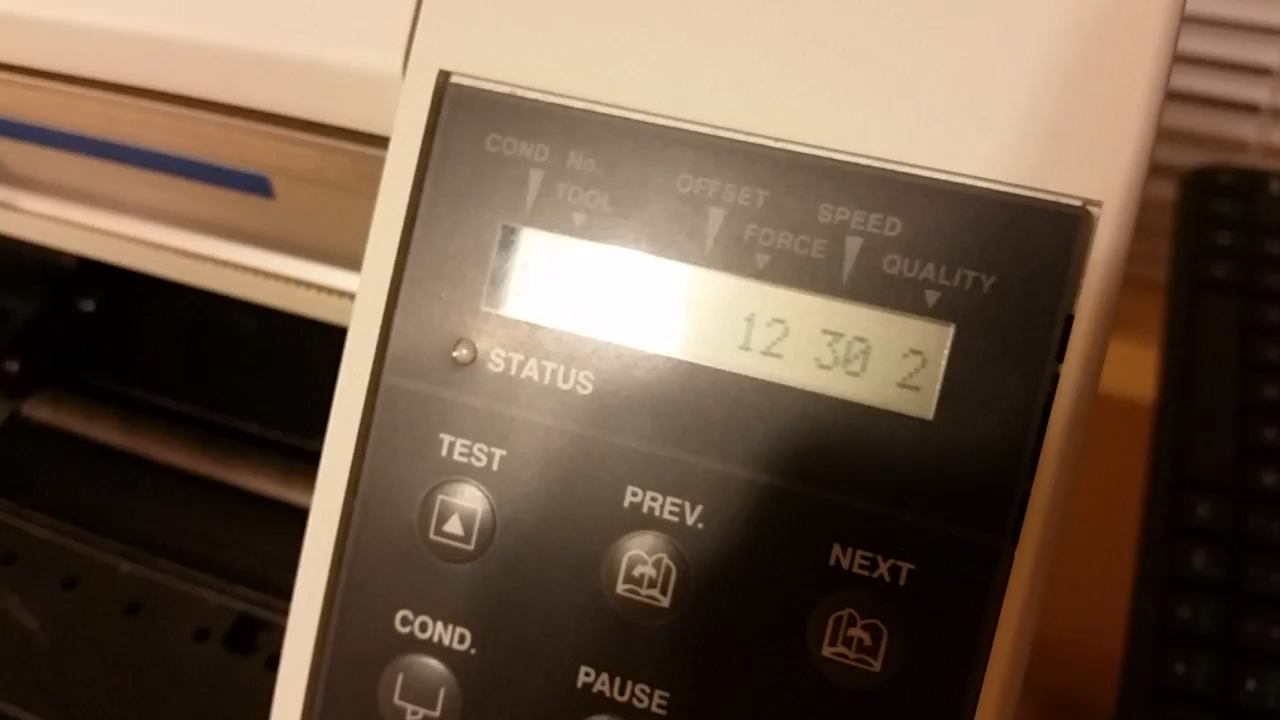 COND. No.
TOOL
OFFSET
FORCE
SPEED
QUALITY
12 30 2
STATUS
TEST
PREV.
NEXT
COND.
PAUSE